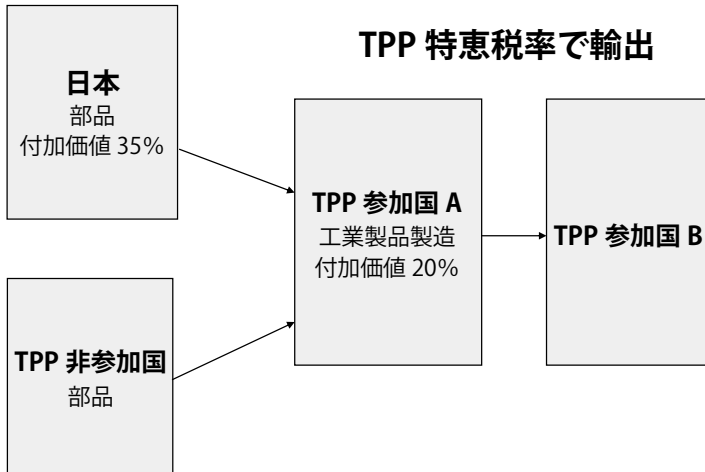 TPP 特恵税率で輸出
日本
部品
付加価値 35%
TPP 非参加国
部品
TPP 参加国 A
工業製品製造
付加価値 20%
TPP 参加国 B